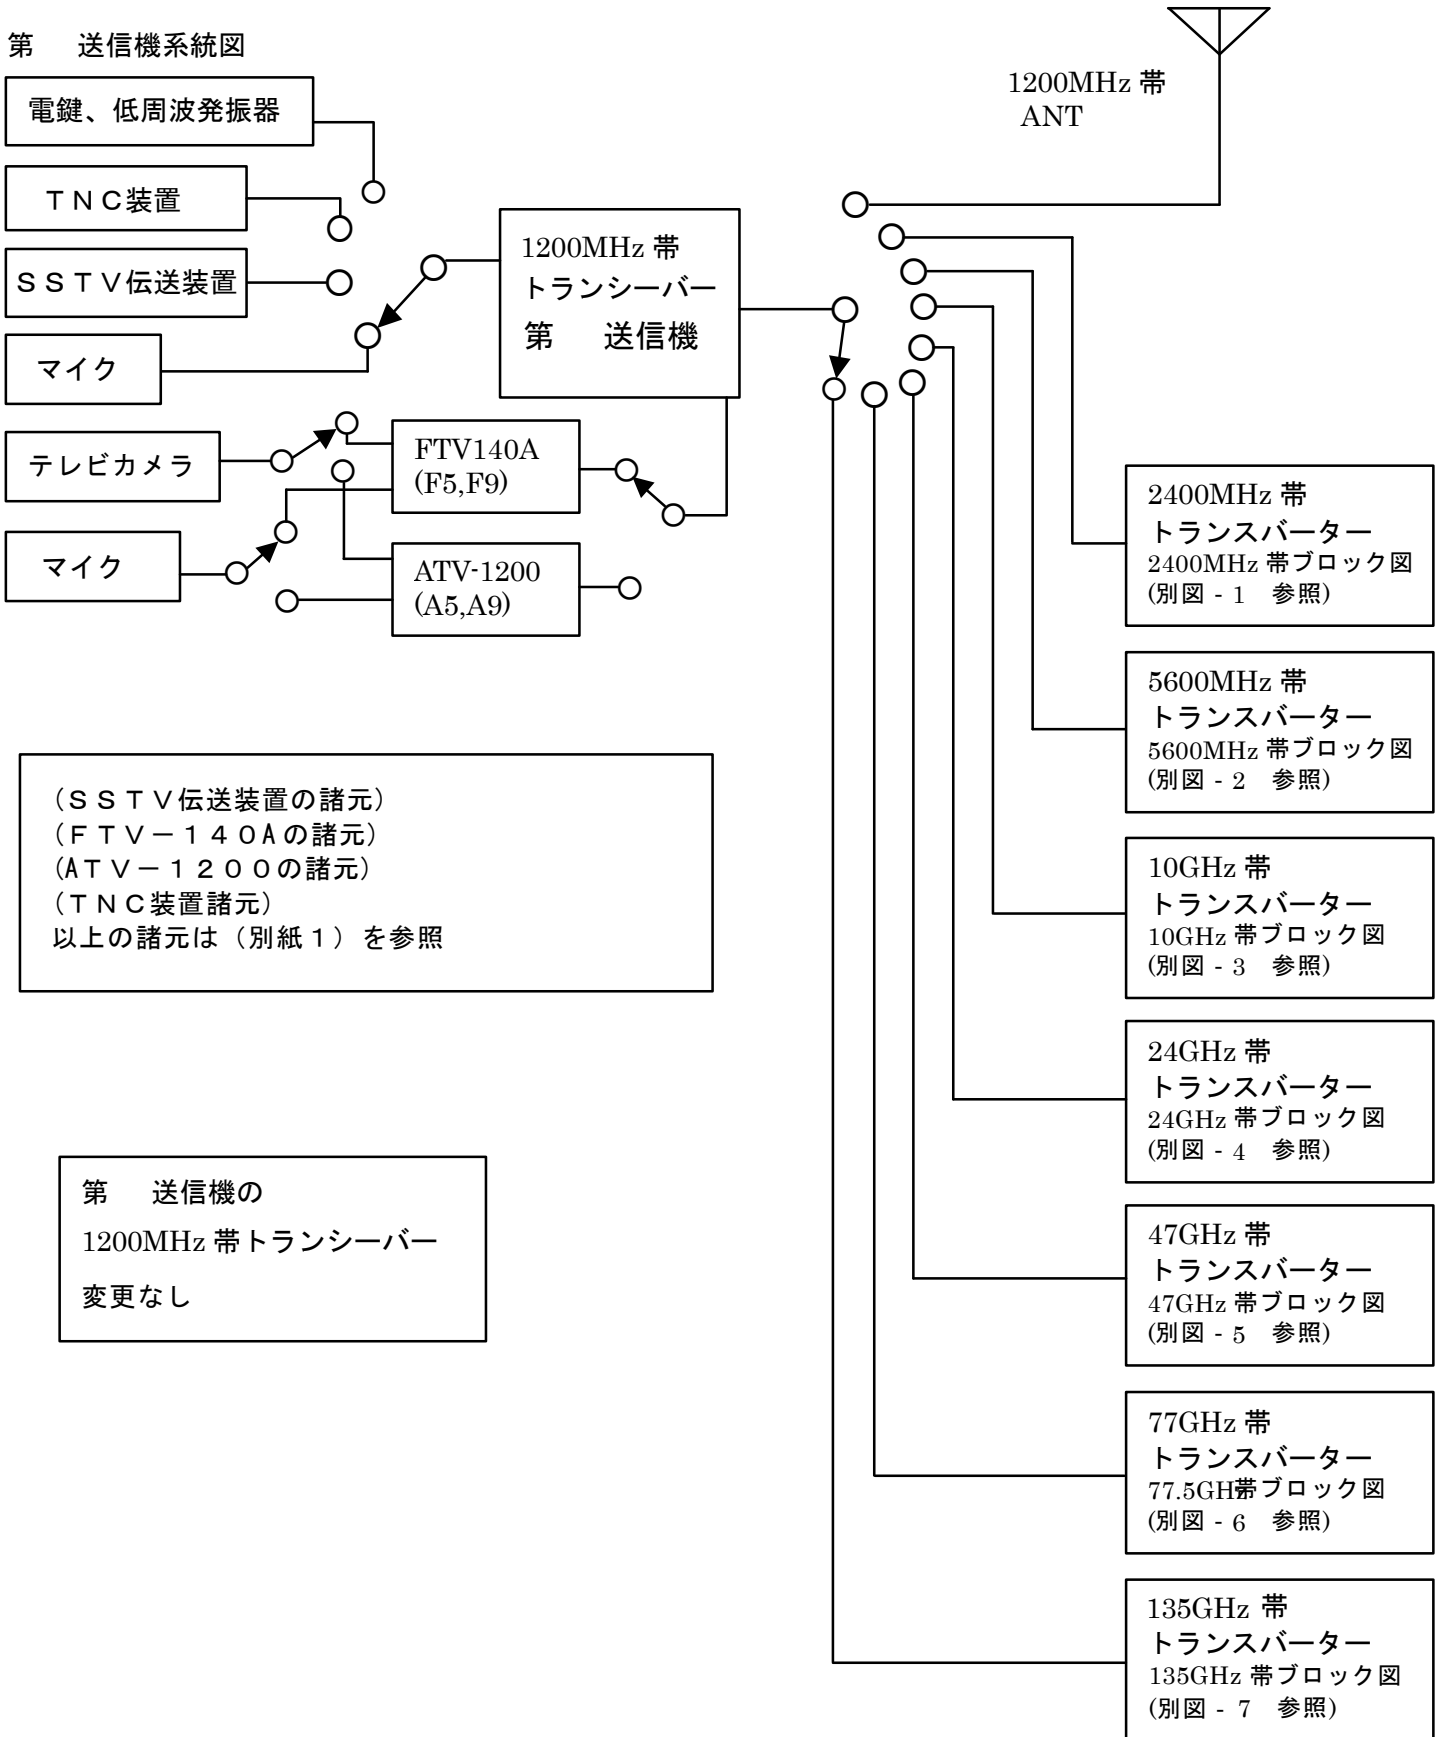 第　送信機系統図
電鍵、低周波発振器
ＴＮＣ装置
ＳＳＴＶ伝送装置
マイク
テレビカメラ
マイク
1200MHz 帯
トランシーバー
第　送信機
FTV140A
(F5,F9)
ATV-1200
(A5,A9)
1200MHz 帯
ANT
2400MHz 帯
トランスバーター
2400MHz 帯ブロック図
(別図 - 1　参照)
5600MHz 帯
トランスバーター
5600MHz 帯ブロック図
(別図 - 2　参照)
10GHz 帯
トランスバーター
10GHz 帯ブロック図
(別図 - 3　参照)
24GHz 帯
トランスバーター
24GHz 帯ブロック図
(別図 - 4　参照)
47GHz 帯
トランスバーター
47GHz 帯ブロック図
(別図 - 5　参照)
77GHz 帯
トランスバーター
77.5GHz帯ブロック図
(別図 - 6　参照)
135GHz 帯
トランスバーター
135GHz 帯ブロック図
(別図 - 7　参照)
（ＳＳＴＶ伝送装置の諸元）
（ＦＴＶ－１４０Aの諸元）
（AＴＶ－１２００の諸元）
（ＴＮＣ装置諸元）
以上の諸元は（別紙１）を参照
第　送信機の
1200MHz 帯トランシーバー
変更なし